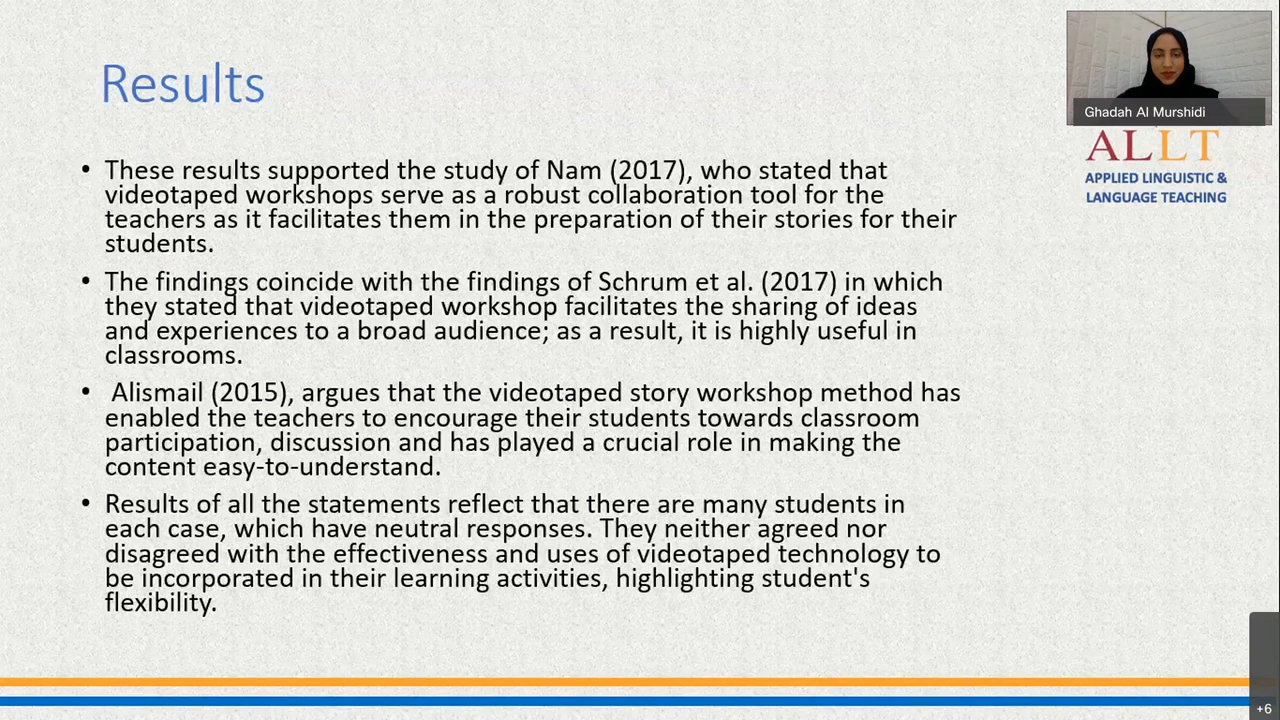 Results
Ghadah Al Murshidi
ALLT
APPLIED LINGUISTIC &
LANGUAGE TEACHING
• These results supported the study of Nam (2017), who stated that
videotaped workshops serve as a robust collaboration tool for the
teachers as it facilitates them in the preparation of their stories for their
students.
• The findings coincide with the findings of Schrum et al. (2017) in which
they stated that videotaped workshop facilitates the sharing of ideas
and experiences to a broad audience; as a result, it is highly useful in
classrooms.
• Alismail (2015), argues that the videotaped story workshop method has
enabled the teachers to encourage their students towards classroom
participation, discussion and has played a crucial role in making the
content easy-to-understand.
• Results of all the statements reflect that there are many students in
each case, which have neutral responses. They neither agreed nor
disagreed with the effectiveness and uses of videotaped technology to
be incorporated in their learning activities, highlighting student's
flexibility.
+6